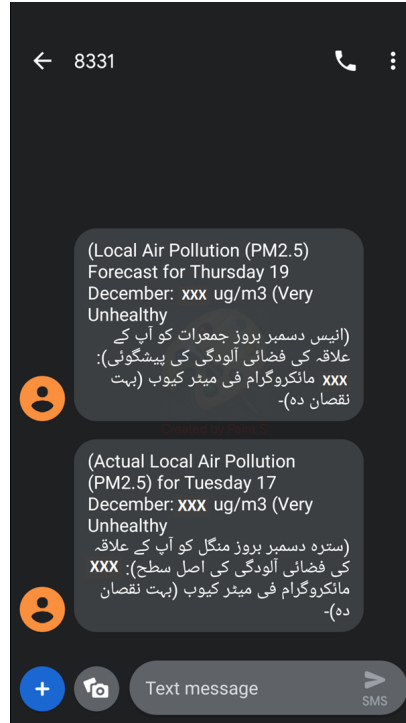 8331
(Local Air Pollution (PM2.5)
Forecast for Thursday 19
December: xxx ug/m3 (Very
Unhealthy
(انیس دسمبر بروز جمعرات کو آپ کے
علاقہ کی فضائی آلودگی کی پیشگوئی):
xxx مائکروگرام فی میٹر کیوب (بہت
نقصان دہ)-
Created by Paint X
(Actual Local Air Pollution
(PM2.5) for Tuesday 17
December: xxx ug/m3 (Very
Unhealthy
(سترہ دسمبر بروز منگل کو آپ کے علاقہ
کی فضائی آلودگی کی اصل سطح): xxx
مائکروگرام فی میٹر کیوب (بہت نقصان
دہ)-
Text message
SMS